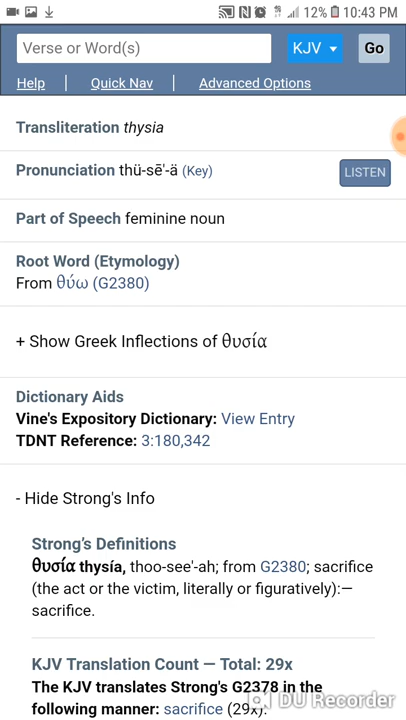 12% 10:43 PM
Verse or Word(s) KJV Go
Help Quick Nav Advanced Options
Transliteration thysia
Pronunciation thü-sē'-ä (Key) LISTEN
Part of Speech feminine noun
Root Word (Etymology)
From θύω (G2380)
+ Show Greek Inflections of θυσία
Dictionary Aids
Vine's Expository Dictionary: View Entry
TDNT Reference: 3:180,342
- Hide Strong's Info
Strong's Definitions
θυσία thysía, thoo-see'-ah; from G2380; sacrifice
(the act or the victim, literally or figuratively):—
sacrifice.
KJV Translation Count — Total: 29x
The KJV translates Strong's G2378 in the
following manner: sacrifice (29x).
DU Recorder